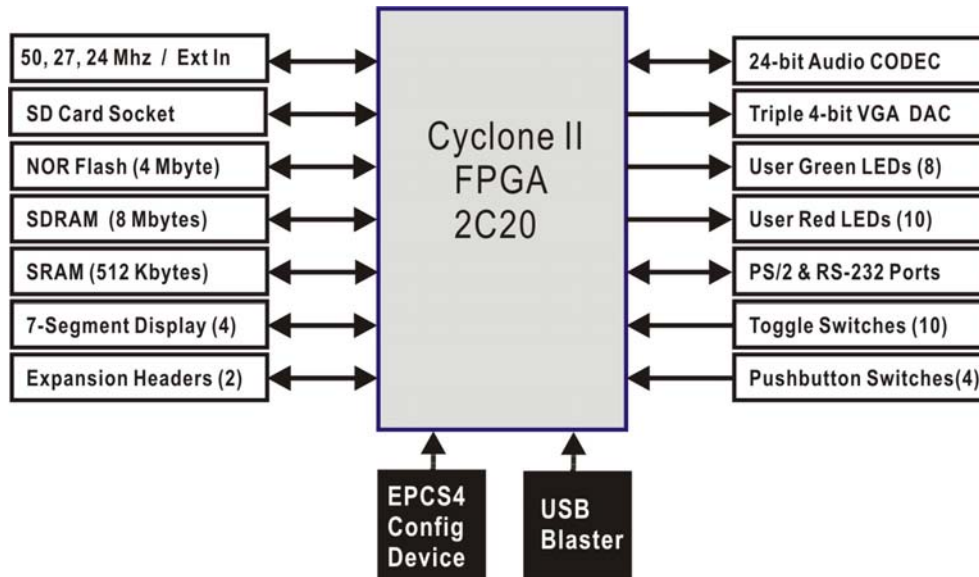 50, 27, 24 Mhz / Ext In
SD Card Socket
NOR Flash (4 Mbyte)
SDRAM (8 Mbytes)
SRAM (512 Kbytes)
7-Segment Display (4)
Expansion Headers (2)
Cyclone II
FPGA
2C20
24-bit Audio CODEC
Triple 4-bit VGA DAC
User Green LEDs (8)
User Red LEDs (10)
PS/2 & RS-232 Ports
Toggle Switches (10)
Pushbutton Switches(4)
EPCS4
Config
Device
USB
Blaster